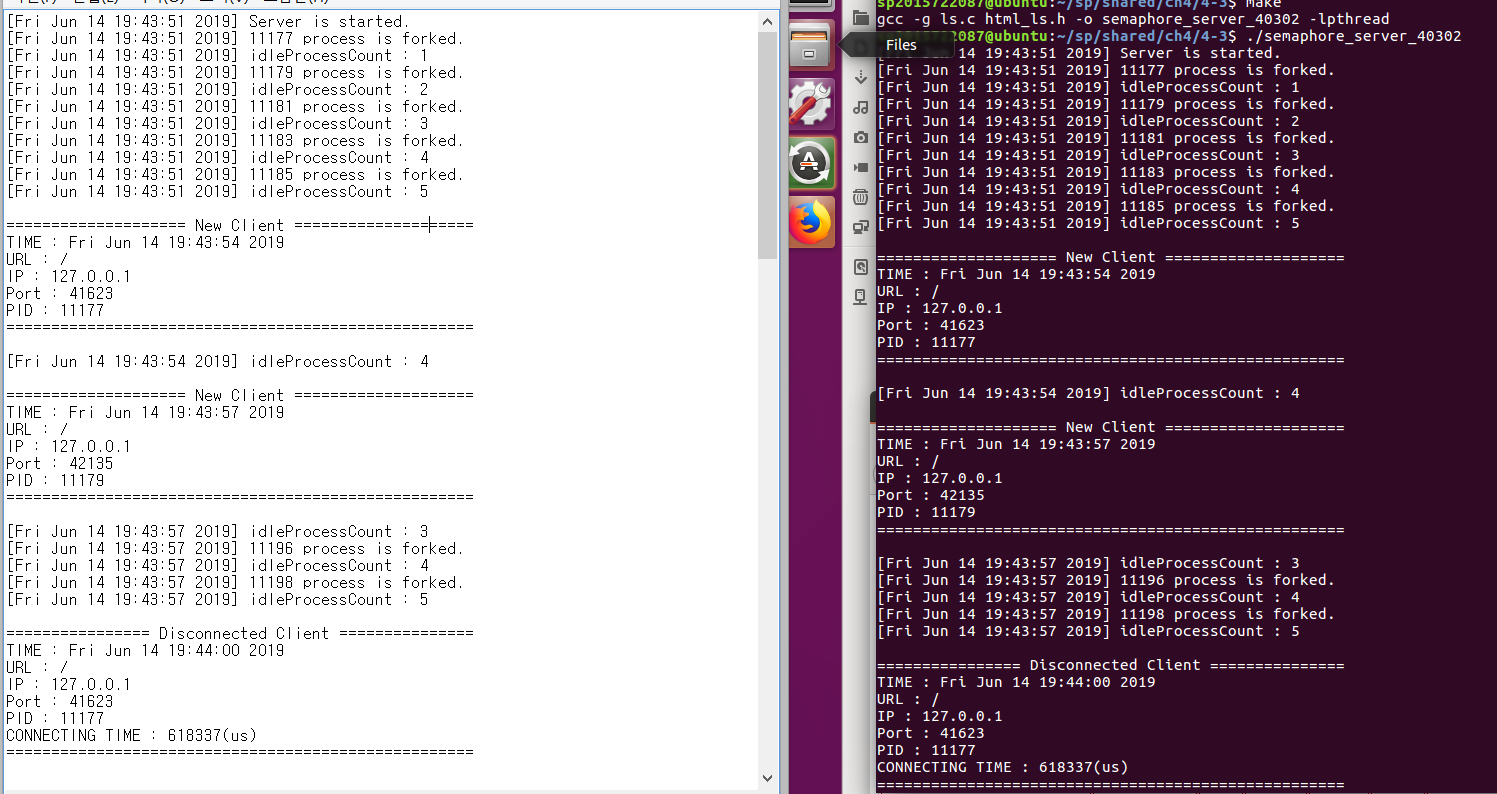 [Fri Jun 14 19:43:51 2019] Server is started.
[Fri Jun 14 19:43:51 2019] 11177 process is forked.
[Fri Jun 14 19:43:51 2019] idleProcessCount : 1
[Fri Jun 14 19:43:51 2019] 11179 process is forked.
[Fri Jun 14 19:43:51 2019] idleProcessCount : 2
[Fri Jun 14 19:43:51 2019] 11181 process is forked.
[Fri Jun 14 19:43:51 2019] idleProcessCount : 3
[Fri Jun 14 19:43:51 2019] 11183 process is forked.
[Fri Jun 14 19:43:51 2019] idleProcessCount : 4
[Fri Jun 14 19:43:51 2019] 11185 process is forked.
[Fri Jun 14 19:43:51 2019] idleProcessCount : 5
==================== New Client ====================
TIME : Fri Jun 14 19:43:54 2019
URL : /
IP : 127.0.0.1
Port : 41623
PID : 11177
====================================================
[Fri Jun 14 19:43:54 2019] idleProcessCount : 4
==================== New Client ====================
TIME : Fri Jun 14 19:43:57 2019
URL : /
IP : 127.0.0.1
Port : 42135
PID : 11179
====================================================
[Fri Jun 14 19:43:57 2019] idleProcessCount : 3
[Fri Jun 14 19:43:57 2019] 11196 process is forked.
[Fri Jun 14 19:43:57 2019] idleProcessCount : 4
[Fri Jun 14 19:43:57 2019] 11198 process is forked.
[Fri Jun 14 19:43:57 2019] idleProcessCount : 5
================ Disconnected Client ===============
TIME : Fri Jun 14 19:44:00 2019
URL : /
IP : 127.0.0.1
Port : 41623
PID : 11177
CONNECTING TIME : 618337(us)
====================================================
Files
sp2015722087@ubuntu:~/sp/shared/ch4/4-3$ make
gcc -g ls.c html_ls.h -o semaphore_server_40302 -lpthread
087@ubuntu:~/sp/shared/ch4/4-3$ ./semaphore_server_40302
[Fri Jun 14 19:43:51 2019] Server is started.
[Fri Jun 14 19:43:51 2019] 11177 process is forked.
[Fri Jun 14 19:43:51 2019] idleProcessCount : 1
[Fri Jun 14 19:43:51 2019] 11179 process is forked.
[Fri Jun 14 19:43:51 2019] idleProcessCount : 2
[Fri Jun 14 19:43:51 2019] 11181 process is forked.
[Fri Jun 14 19:43:51 2019] idleProcessCount : 3
[Fri Jun 14 19:43:51 2019] 11183 process is forked.
[Fri Jun 14 19:43:51 2019] idleProcessCount : 4
[Fri Jun 14 19:43:51 2019] 11185 process is forked.
[Fri Jun 14 19:43:51 2019] idleProcessCount : 5
==================== New Client ====================
TIME : Fri Jun 14 19:43:54 2019
URL : /
IP : 127.0.0.1
Port : 41623
PID : 11177
====================================================
[Fri Jun 14 19:43:54 2019] idleProcessCount : 4
==================== New Client ====================
TIME : Fri Jun 14 19:43:57 2019
URL : /
IP : 127.0.0.1
Port : 42135
PID : 11179
====================================================
[Fri Jun 14 19:43:57 2019] idleProcessCount : 3
[Fri Jun 14 19:43:57 2019] 11196 process is forked.
[Fri Jun 14 19:43:57 2019] idleProcessCount : 4
[Fri Jun 14 19:43:57 2019] 11198 process is forked.
[Fri Jun 14 19:43:57 2019] idleProcessCount : 5
================ Disconnected Client ===============
TIME : Fri Jun 14 19:44:00 2019
URL : /
IP : 127.0.0.1
Port : 41623
PID : 11177
CONNECTING TIME : 618337(us)
====================================================